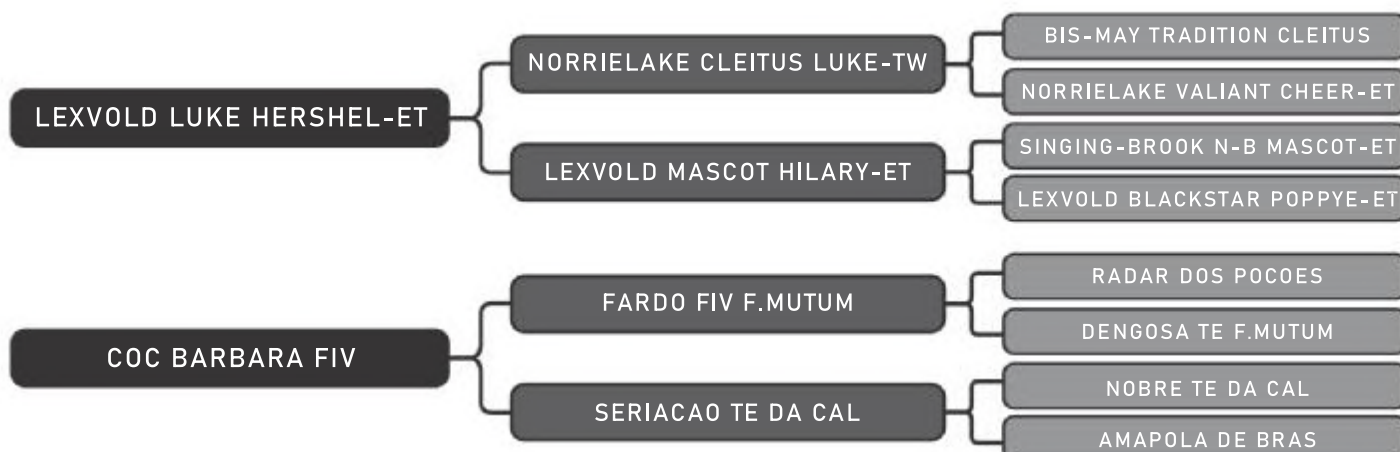 LEXVOLD LUKE HERSHEL-ET
NORRIELAKE CLEITUS LUKE-TW
BIS-MAY TRADITION CLEITUS
NORRIELAKE VALIANT CHEER-ET
LEXVOLD MASCOT HILARY-ET
SINGING-BROOK N-B MASCOT-ET
LEXVOLD BLACKSTAR POPPYE-ET
COC BARBARA FIV
FARDO FIV F.MUTUM
RADAR DOS POCOES
DENGOSA TE F.MUTUM
SERIACAO TE DA CAL
NOBRE TE DA CAL
AMAPOLA DE BRAS